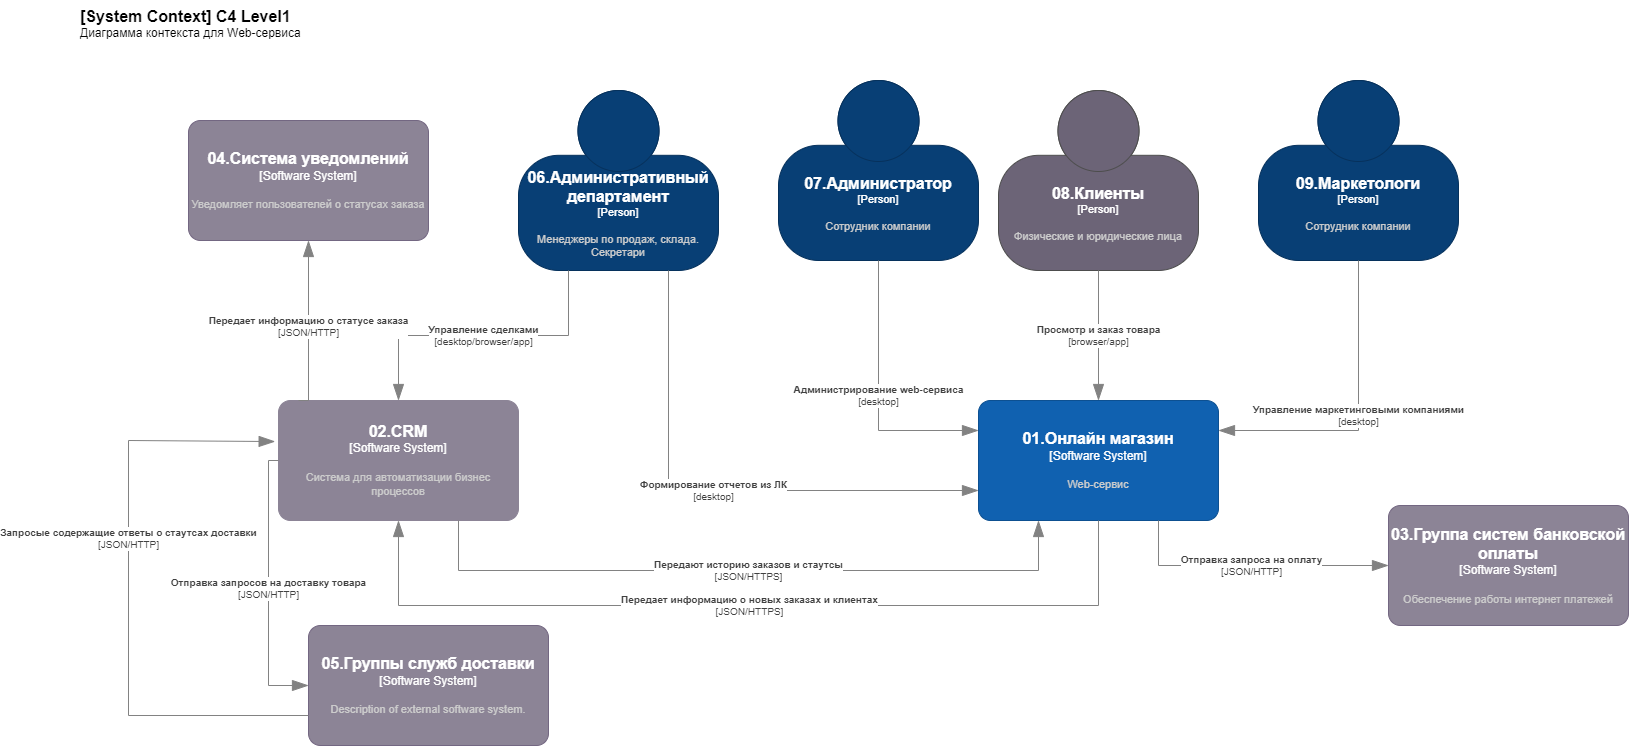 [System Context] C4 Level1
Диаграмма контекста для Web-сервиса
04.Система уведомлений
[Software System]
Уведомляет пользователей о статусах заказа
06.Административный
департамент
[Person]
Менеджеры по продаж, склада.
Секретари
07.Администратор
[Person]
Сотрудник компании
08.Клиенты
[Person]
Физические и юридические лица
09.Маркетологи
[Person]
Сотрудник компании
Передает информацию о статусе заказа
[JSON/HTTP]
Управление сделками
[desktop/browser/app]
Просмотр и заказ товара
[browser/app]
Администрирование web-сервиса
[desktop]
Управление маркетинговыми компаниями
[desktop]
02.CRM
[Software System]
Система для автоматизации бизнес
процессов
01.Онлайн магазин
[Software System]
Web-сервис
Формирование отчетов из ЛК
[desktop]
Запросые содержащие ответы о стаутсах доставки
[JSON/HTTP]
Отправка запросов на доставку товара
[JSON/HTTP]
Передают историю заказов и стаутсы
[JSON/HTTPS]
Передает информацию о новых заказах и клиентах
[JSON/HTTPS]
Отправка запроса на оплату
[JSON/HTTP]
03.Группа систем банковской
оплаты
[Software System]
Обеспечение работы интернет платежей
05.Группы служб доставки
[Software System]
Description of external software system.